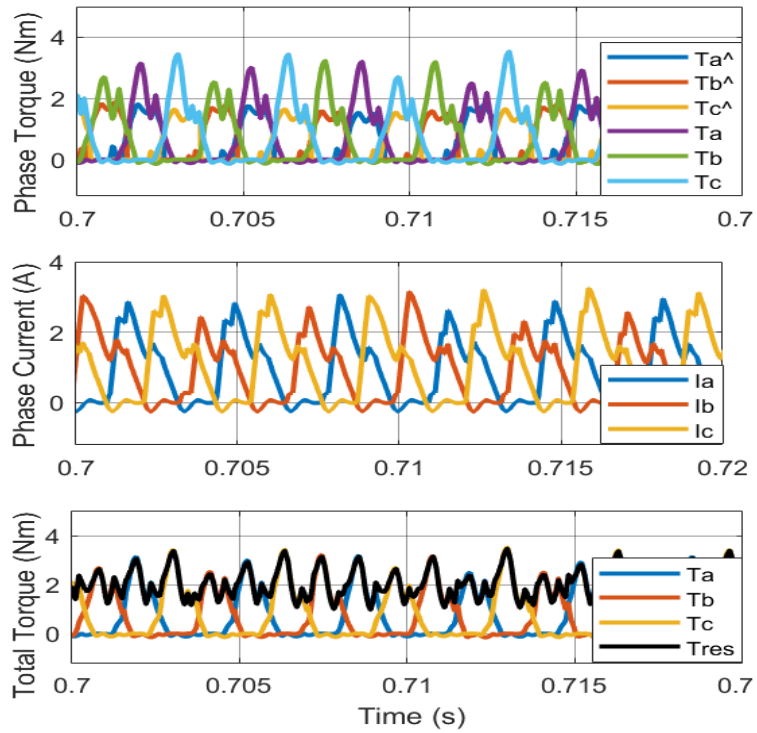 Phase Torque (Nm)
4
2
0
Ta^
Tb^
Tc^
Ta
Tb
Tc
0.7
0.705
0.71
0.715
0.7
Phase Current (A)
4
2
0
Ia
Ib
Ic
0.7
0.705
0.71
0.715
0.72
Total Torque (Nm)
4
2
0
Ta
Tb
Tc
Tres
0.7
0.705
0.71
0.715
0.7
Time (s)